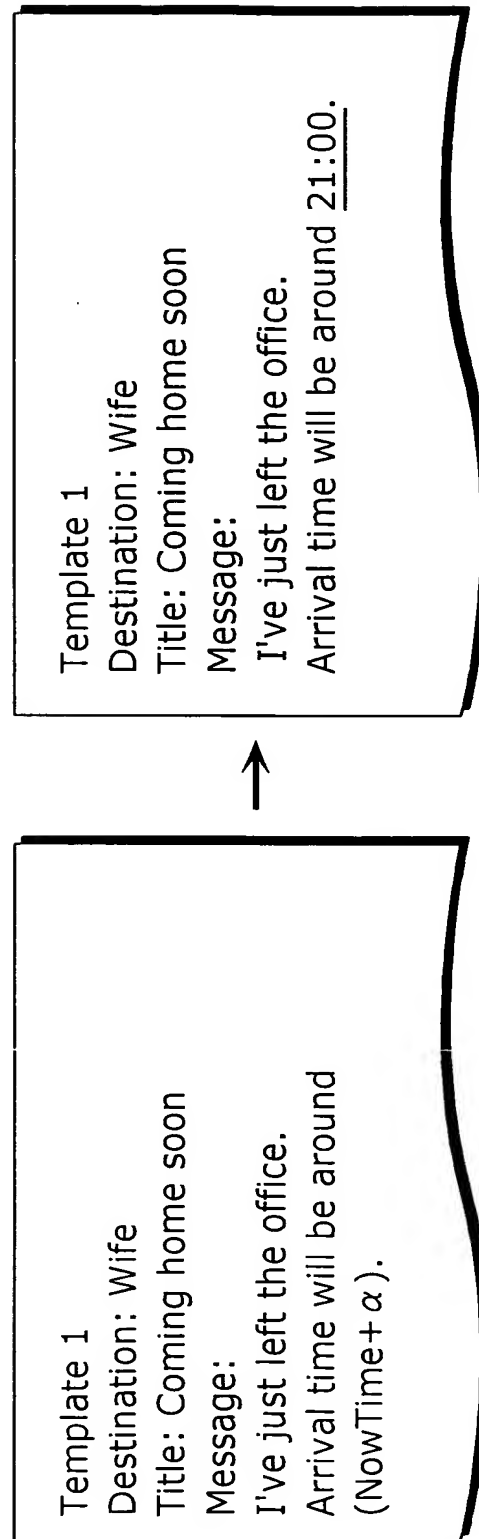 Template 1
Destination: Wife
Title: Coming home soon
Message:
I've just left the office.
Arrival time will be around
(NowTime+α).
Template 1
Destination: Wife
Title: Coming home soon
Message:
I've just left the office.
Arrival time will be around 21:00.